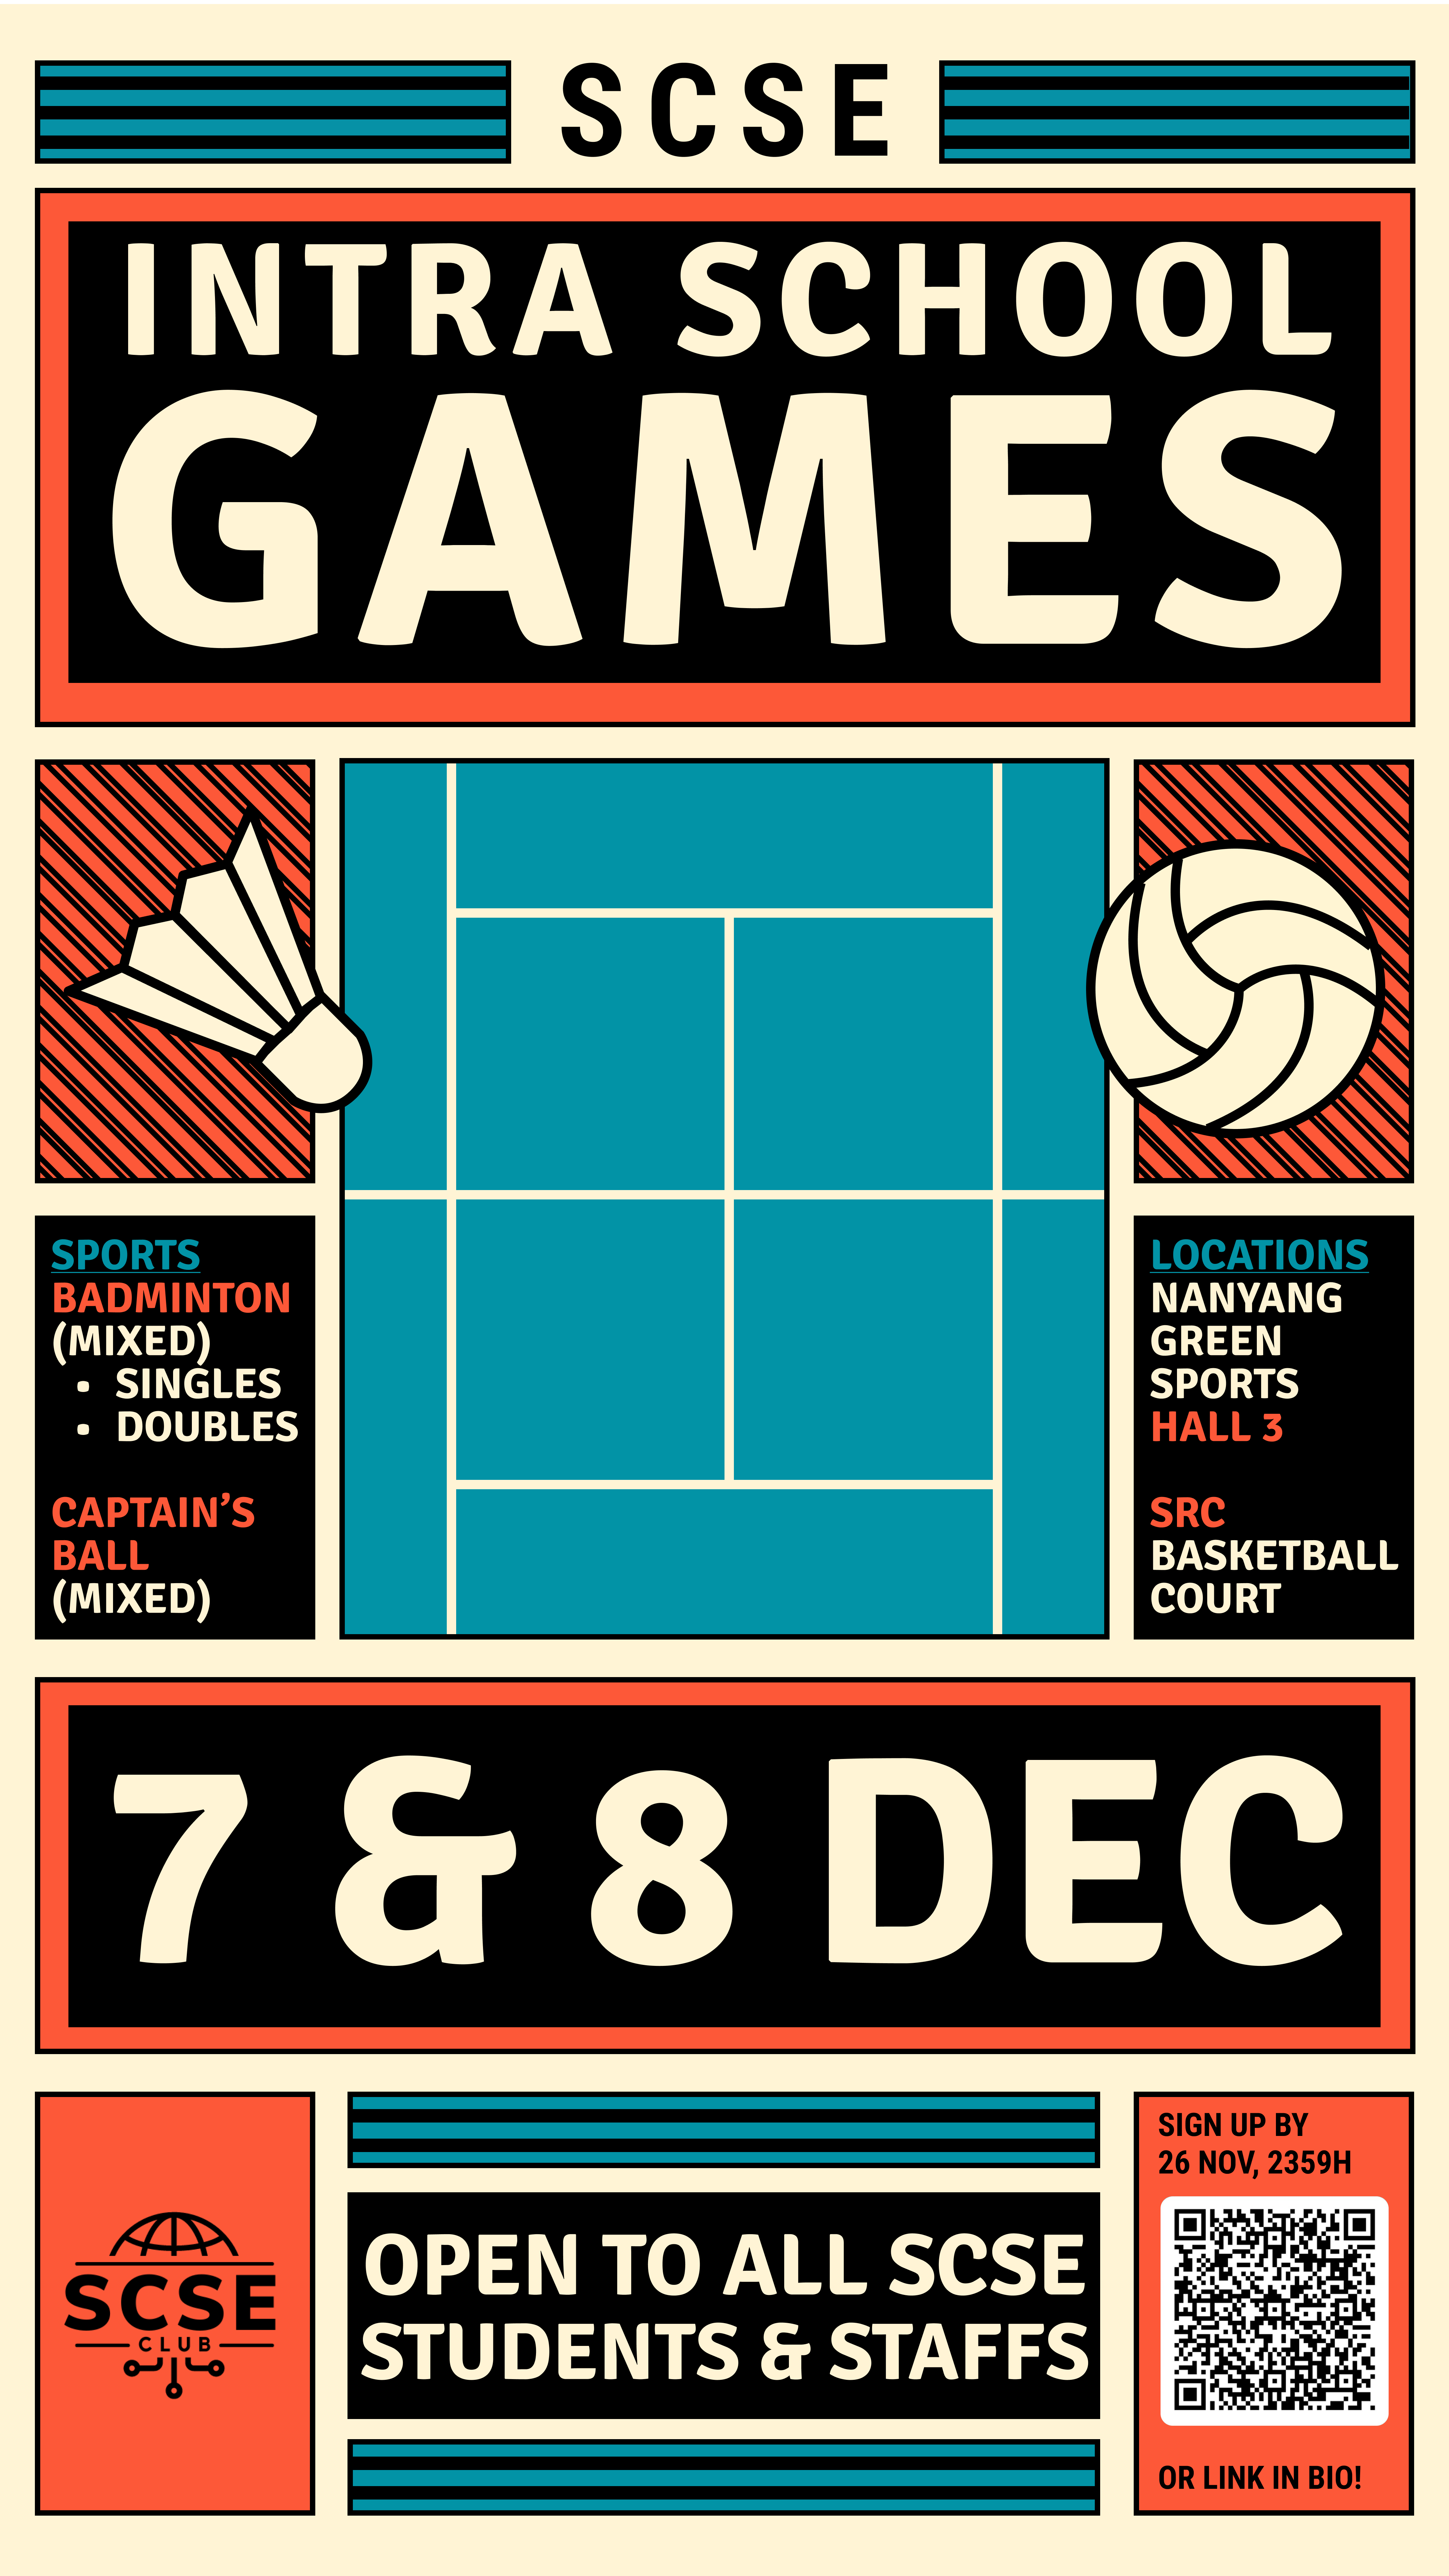 SCSE
INTRA SCHOOL
GAMES
SPORTS
BADMINTON
(MIXED)
• SINGLES
• DOUBLES
CAPTAIN’S
BALL
(MIXED)
LOCATIONS
NANYANG
GREEN
SPORTS
HALL 3
SRC
BASKETBALL
COURT
7 & 8 DEC
SCSE
CLUB
OPEN TO ALL SCSE
STUDENTS & STAFFS
SIGN UP BY
26 NOV, 2359H
OR LINK IN BIO!